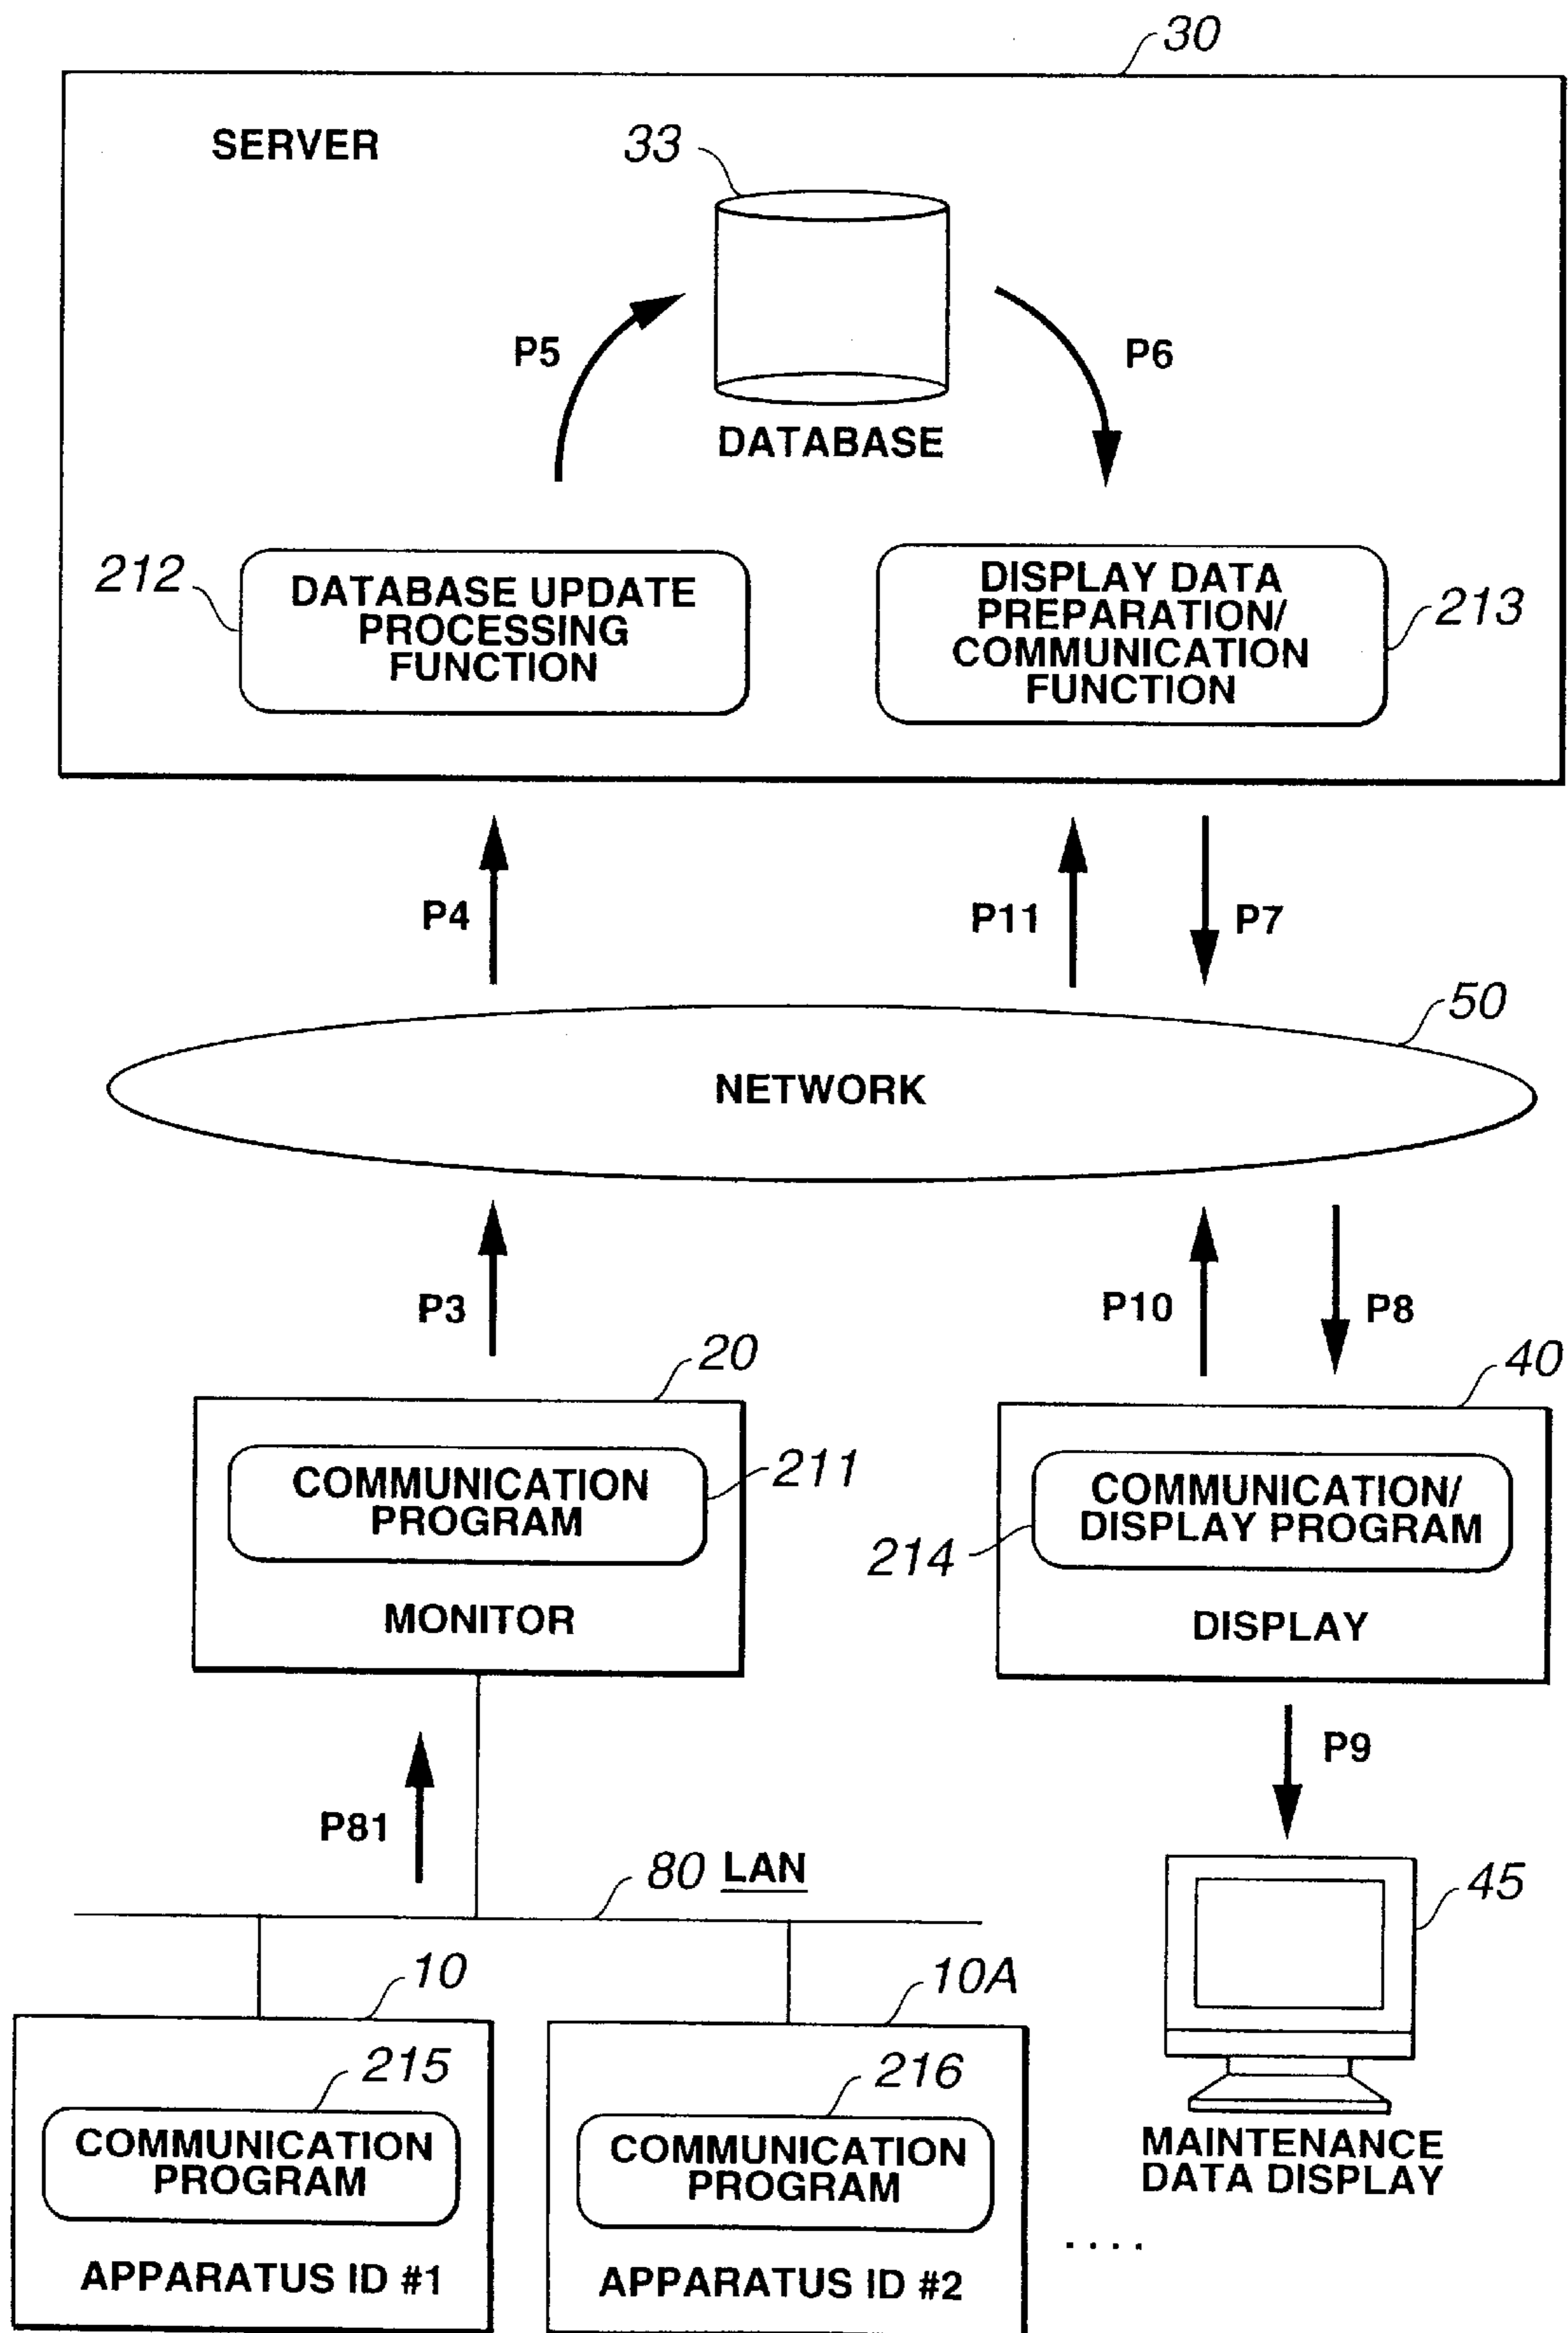 30
SERVER
33
P5
P6
DATABASE
212
DATABASE UPDATE
PROCESSING
FUNCTION
DISPLAY DATA
PREPARATION/
COMMUNICATION
FUNCTION
213
P4
P11
P7
50
NETWORK
P3
P10
P8
20
40
COMMUNICATION
PROGRAM
211
MONITOR
COMMUNICATION/
DISPLAY PROGRAM
214
DISPLAY
P9
P81
80 LAN
45
10
10A
215
COMMUNICATION
PROGRAM
APPARATUS ID #1
216
COMMUNICATION
PROGRAM
APPARATUS ID #2
....
MAINTENANCE
DATA DISPLAY